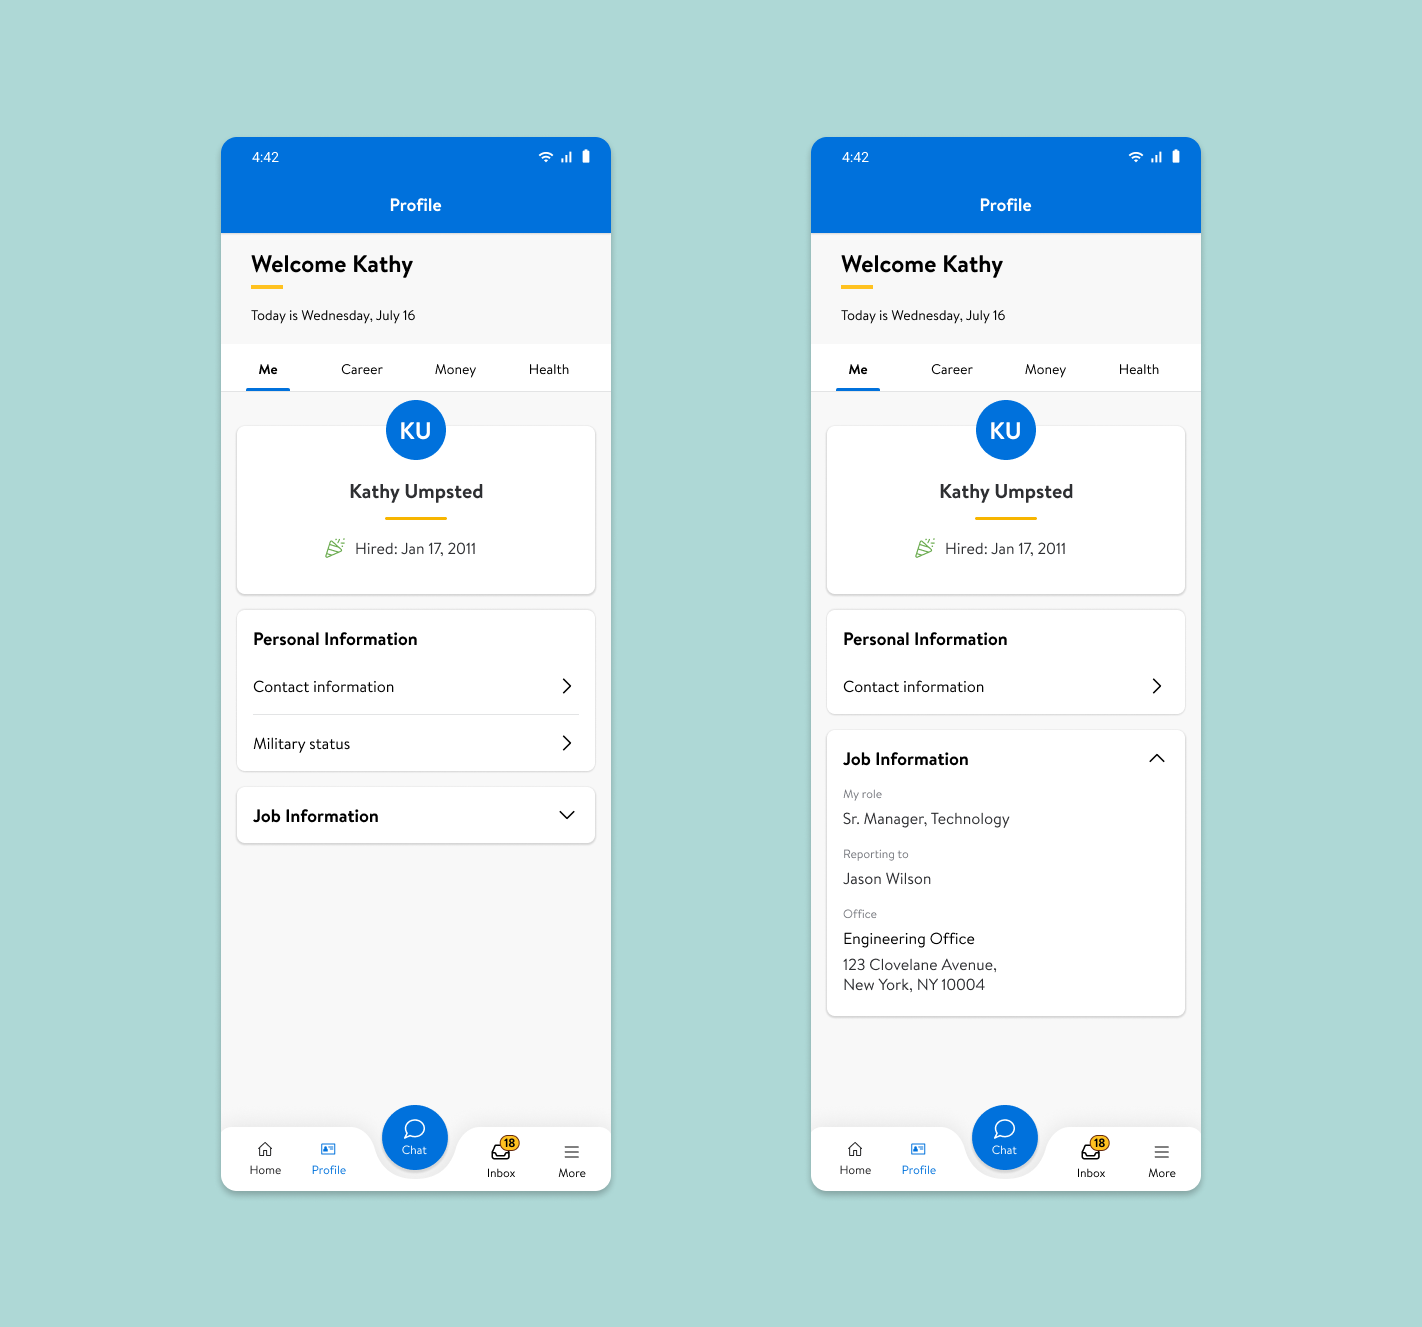 4:42
Profile
Welcome Kathy
Today is Wednesday, July 16
Me Career Money Health
KU
Kathy Umpsted
Hired: Jan 17, 2011
Personal Information
Contact information
Military status
Job Information
Home Profile Chat Inbox 18 More
4:42
Profile
Welcome Kathy
Today is Wednesday, July 16
Me Career Money Health
KU
Kathy Umpsted
Hired: Jan 17, 2011
Personal Information
Contact information
Job Information
My role
Sr. Manager, Technology
Reporting to
Jason Wilson
Office
Engineering Office
123 Clovelane Avenue,
New York, NY 10004
Home Profile Chat Inbox 18 More